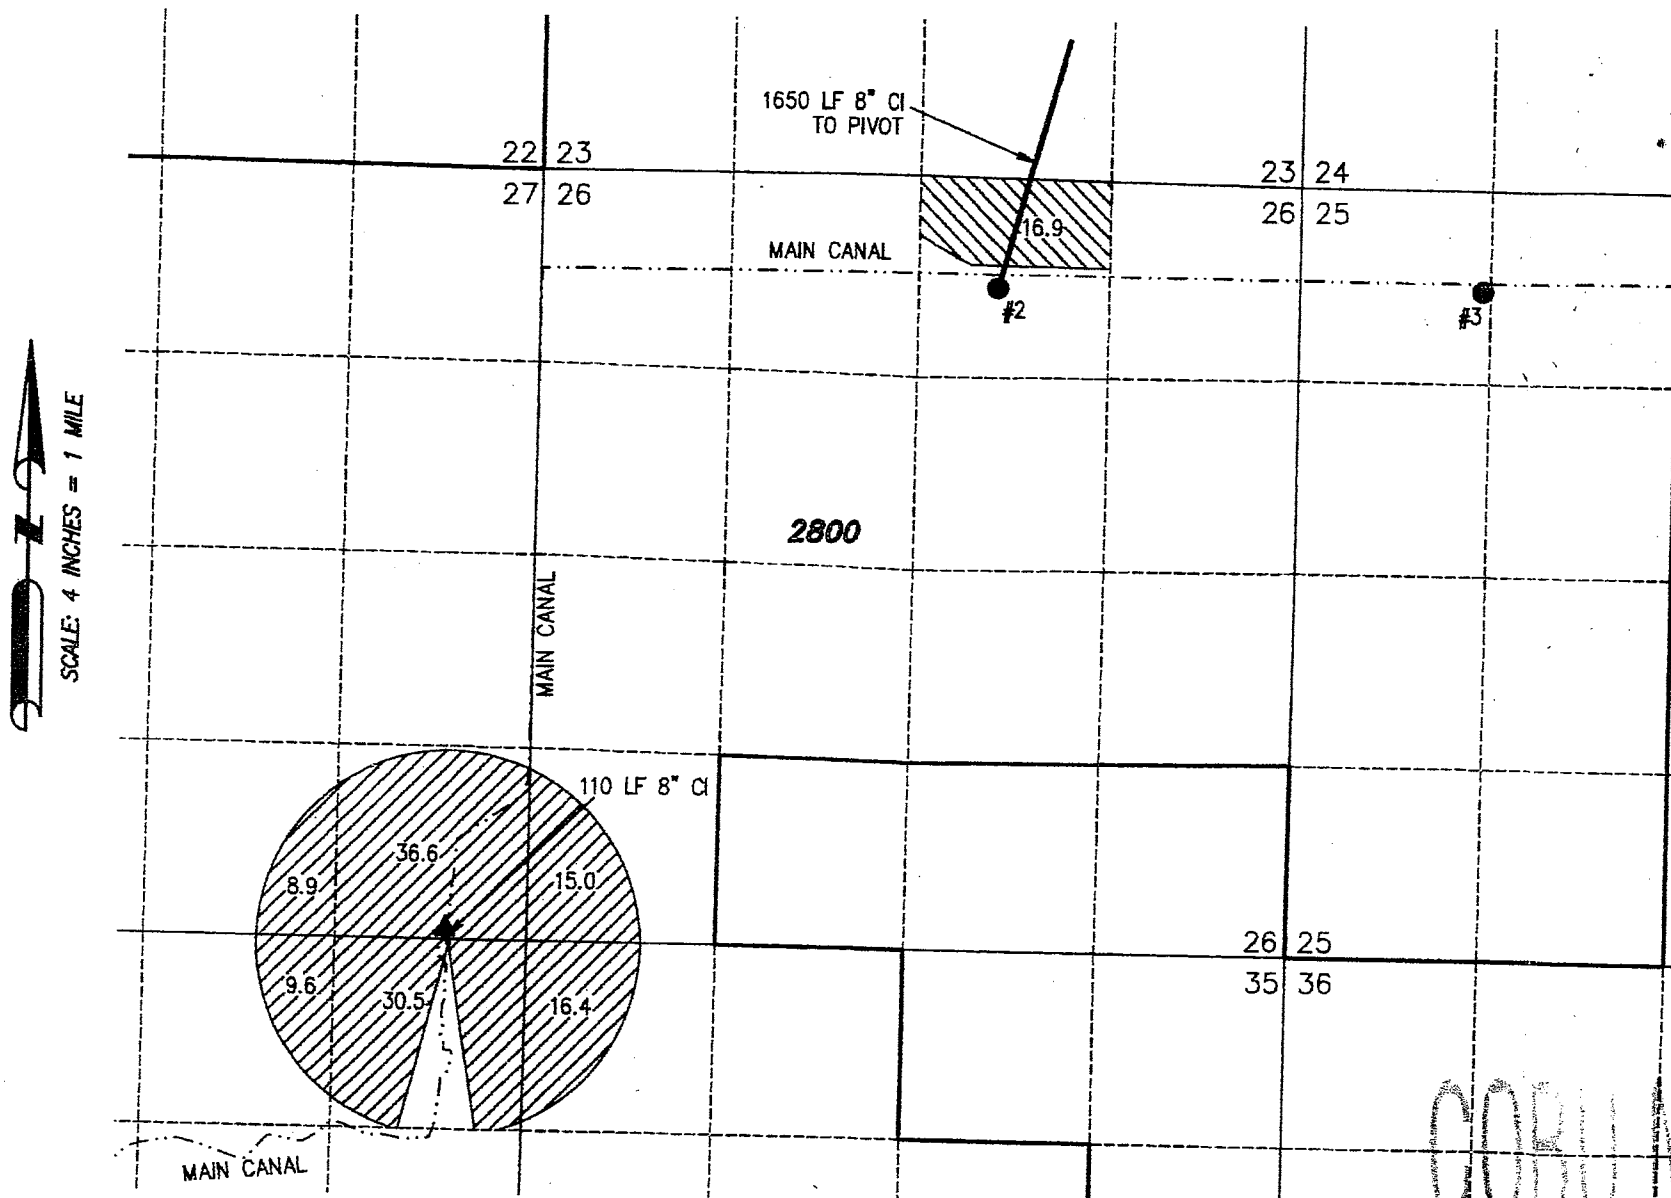 1650 LF 8" CI
TO PIVOT
22 23
27 26
23 24
26 25
16.9
MAIN CANAL
#2
#3
N
SCALE: 4 INCHES = 1 MILE
2800
MAIN CANAL
110 LF 8" CI
36.6
8.9
15.0
26 25
35 36
9.6
30.5
16.4
MAIN CANAL